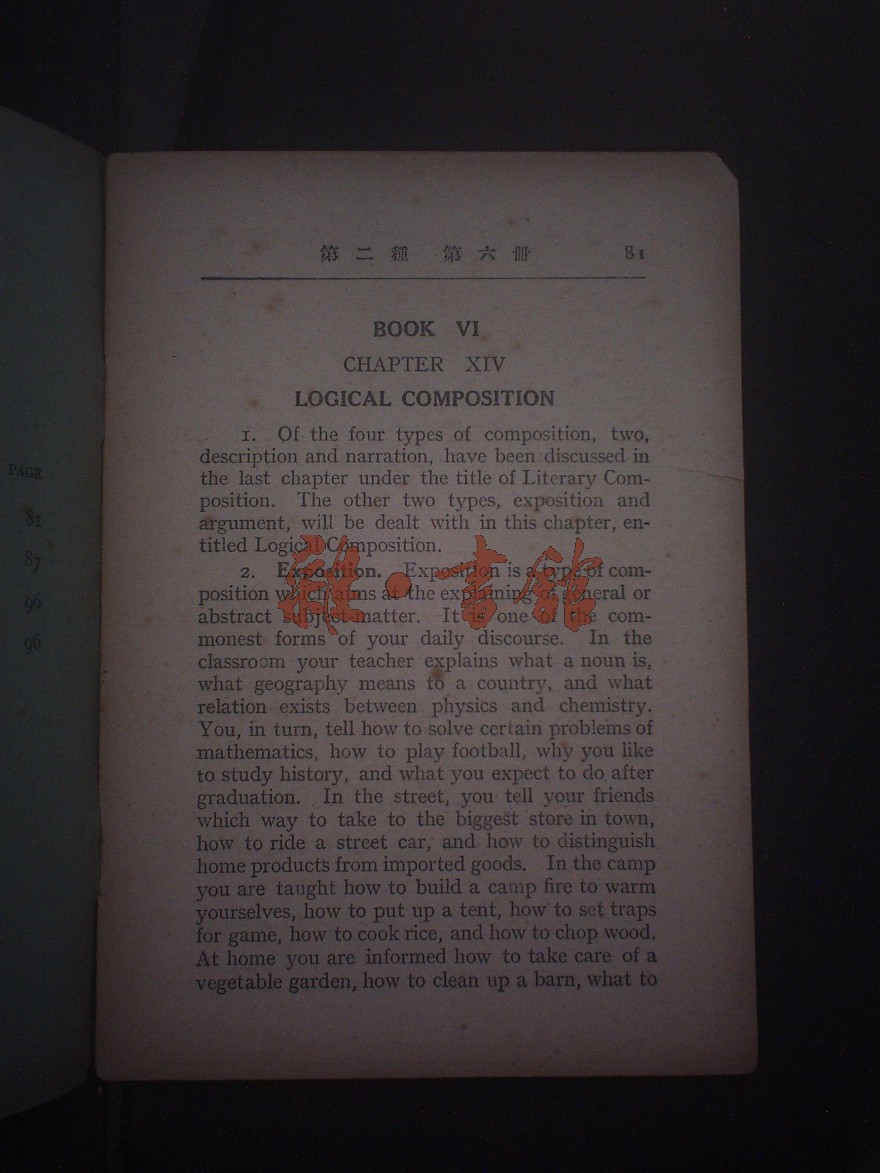 第二種 第六冊 81
BOOK VI
CHAPTER XIV
LOGICAL COMPOSITION
1. Of the four types of composition, two,
description and narration, have been discussed in
the last chapter under the title of Literary Com-
position. The other two types, exposition and
argument, will be dealt with in this chapter, en-
titled Logical Composition.
2. Exposition. Exposition is a type of com-
position which aims at the explaining of general or
abstract subject-matter. It is one of the com-
monest forms of your daily discourse. In the
classroom your teacher explains what a noun is,
what geography means to a country, and what
relation exists between physics and chemistry.
You, in turn, tell how to solve certain problems of
mathematics, how to play football, why you like
to study history, and what you expect to do after
graduation. In the street, you tell your friends
which way to take to the biggest store in town,
how to ride a street car, and how to distinguish
home products from imported goods. In the camp
you are taught how to build a camp fire to warm
yourselves, how to put up a tent, how to set traps
for game, how to cook rice, and how to chop wood.
At home you are informed how to take care of a
vegetable garden, how to clean up a barn, what to
PAGE
81
87
96
96